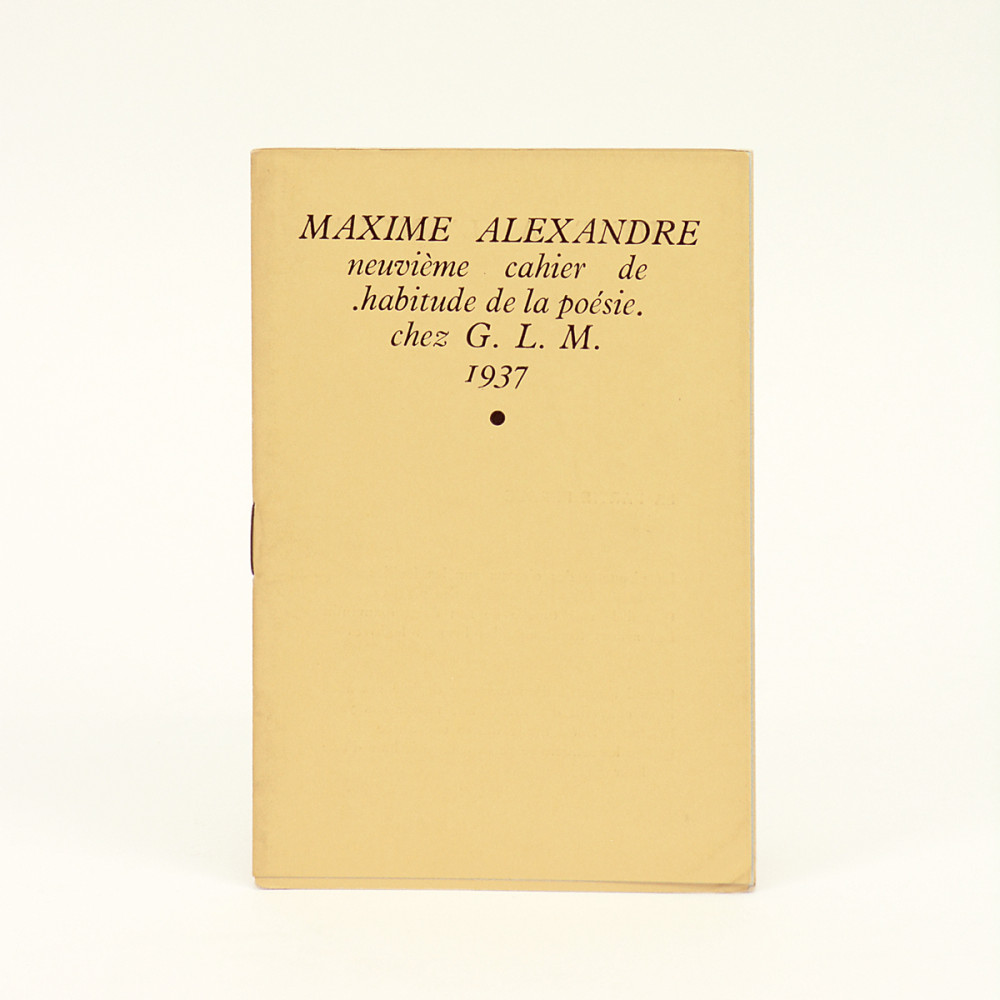 MAXIME ALEXANDRE
neuvième cahier de
.habitude de la poésie.
chez G. L. M.
1937